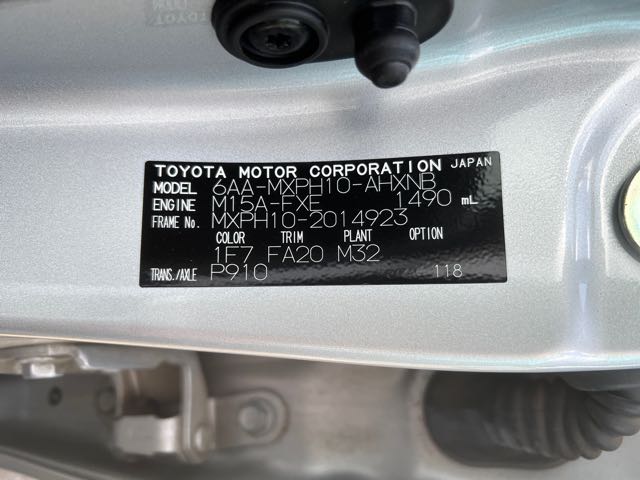 TOYOTA MOTOR CORPORATION JAPAN
MODEL 6AA-MXPH10-AHXNB
ENGINE M15A-FXE 1490 mL
FRAME No. MXPH10-2014923
COLOR TRIM PLANT OPTION
1F7 FA20 M32
TRANS./AXLE P910 118